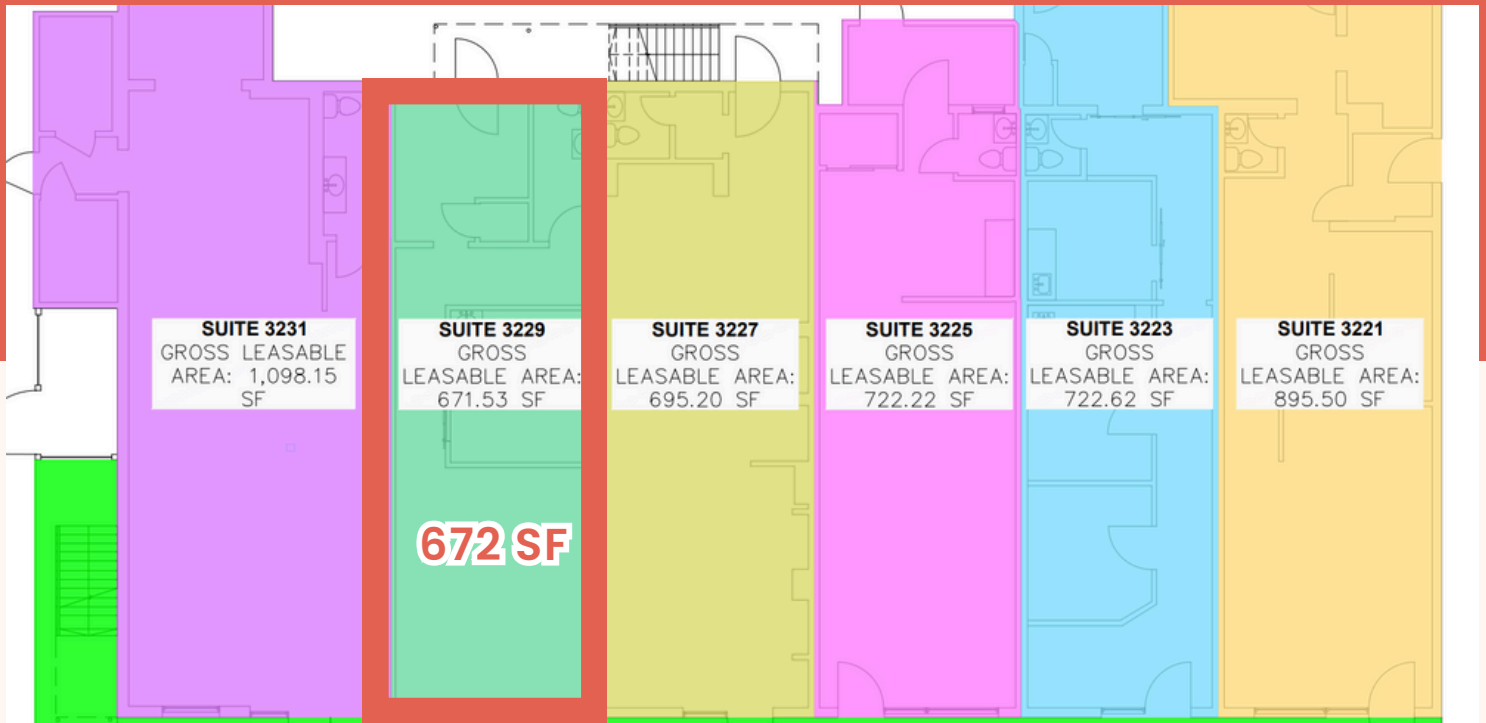 SUITE 3231
GROSS LEASABLE
AREA: 1,098.15
SF
SUITE 3229
GROSS
LEASABLE AREA:
671.53 SF
SUITE 3227
GROSS
LEASABLE AREA:
695.20 SF
SUITE 3225
GROSS
LEASABLE AREA:
722.22 SF
SUITE 3223
GROSS
LEASABLE AREA:
722.62 SF
SUITE 3221
GROSS
LEASABLE AREA:
895.50 SF
672 SF